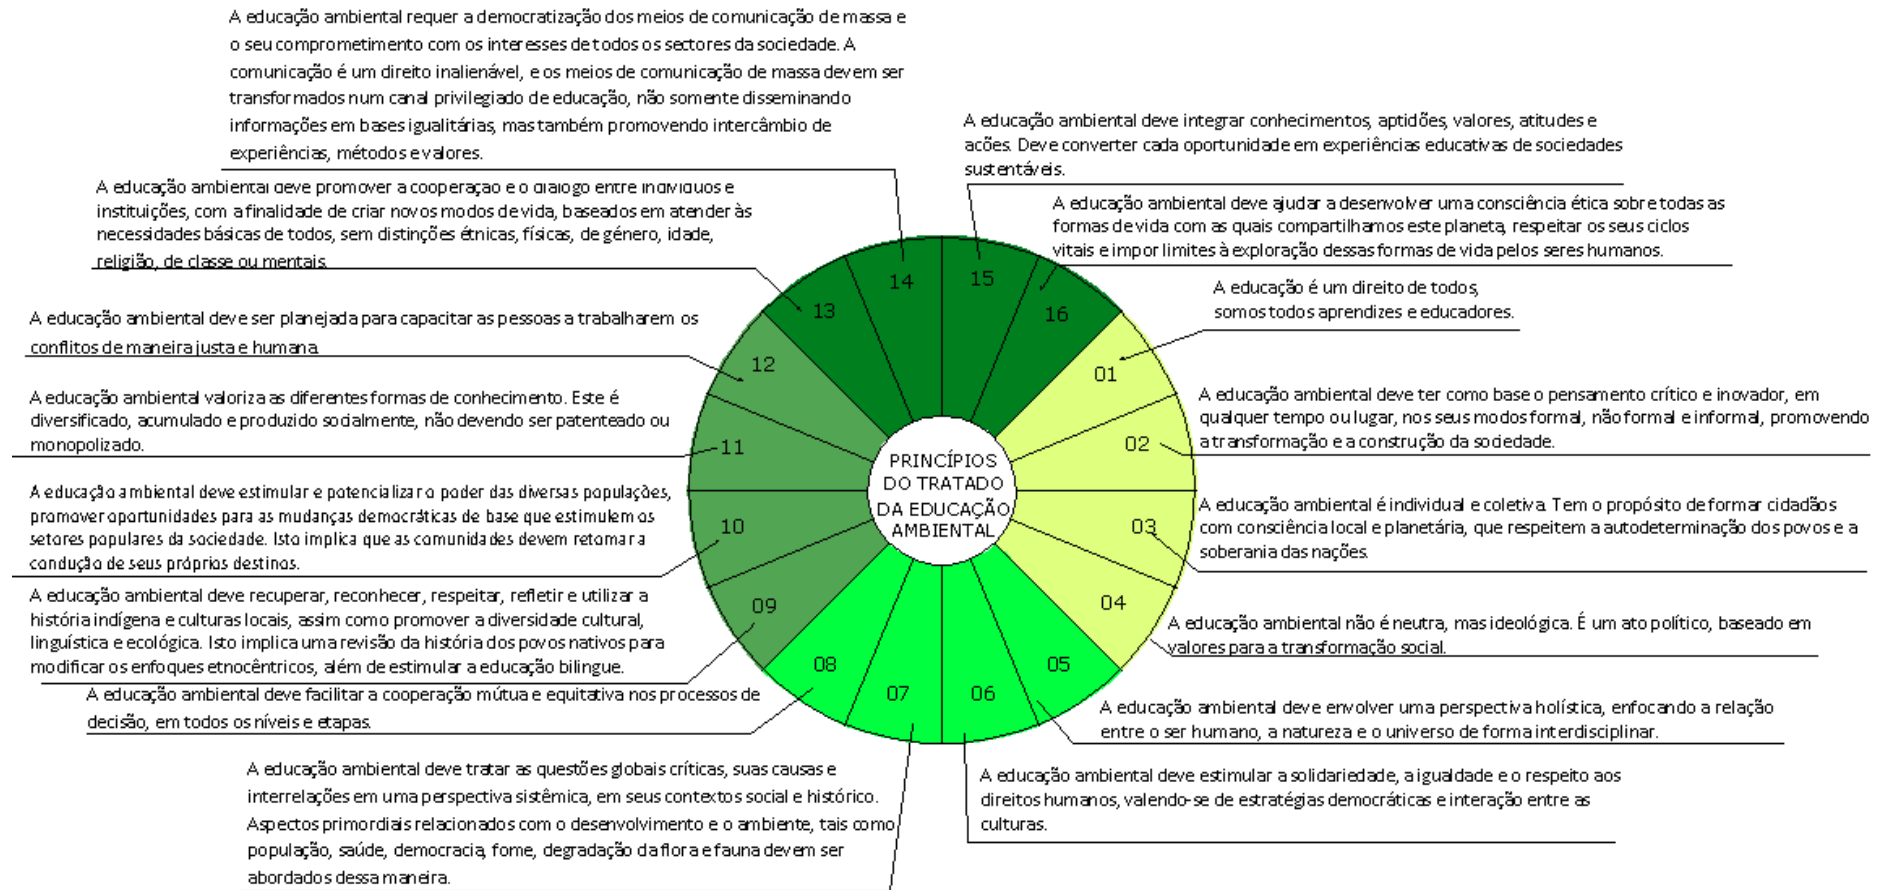 A educação ambiental requer a democratização dos meios de comunicação de massa e
o seu comprometimento com os interesses de todos os sectores da sociedade. A
comunicação é um direito inalienável, e os meios de comunicação de massa devem ser
transformados num canal privilegiado de educação, não somente disseminando
informações em bases igualitárias, mas também promovendo intercâmbio de
experiências, métodos e valores.
A educação ambiental deve integrar conhecimentos, aptidões, valores, atitudes e
acões. Deve converter cada oportunidade em experiências educativas de sociedades
sustentáveis.
A educação ambiental deve promover a cooperação e o diálogo entre indivíduos e
instituições, com a finalidade de criar novos modos de vida, baseados em atender às
necessidades básicas de todos, sem distinções étnicas, físicas, de género, idade,
religião, de classe ou mentais.
A educação ambiental deve ajudar a desenvolver uma consciência ética sobre todas as
formas de vida com as quais compartilhamos este planeta, respeitar os seus ciclos
vitais e impor limites à exploração dessas formas de vida pelos seres humanos.
A educação é um direito de todos,
somos todos aprendizes e educadores.
A educação ambiental deve ser planejada para capacitar as pessoas a trabalharem os
conflitos de maneira justa e humana.
A educação ambiental valoriza as diferentes formas de conhecimento. Este é
diversificado, acumulado e produzido socialmente, não devendo ser patenteado ou
monopolizado.
A educação ambiental deve ter como base o pensamento crítico e inovador, em
qualquer tempo ou lugar, nos seus modos formal, não formal e informal, promovendo
a transformação e a construção da sociedade.
A educação ambiental deve estimular e potencializar o poder das diversas populações,
promover oportunidades para as mudanças democráticas de base que estimulem os
setores populares da sociedade. Isto implica que as comunidades devem retomar a
condução de seus próprios destinos.
A educação ambiental é individual e coletiva. Tem o propósito de formar cidadãos
com consciência local e planetária, que respeitem a autodeterminação dos povos e a
soberania das nações.
A educação ambiental deve recuperar, reconhecer, respeitar, refletir e utilizar a
história indígena e culturas locais, assim como promover a diversidade cultural,
linguística e ecológica. Isto implica uma revisão da história dos povos nativos para
modificar os enfoques etnocêntricos, além de estimular a educação bilingue.
A educação ambiental não é neutra, mas ideológica. É um ato político, baseado em
valores para a transformação social.
A educação ambiental deve facilitar a cooperação mútua e equitativa nos processos de
decisão, em todos os níveis e etapas.
A educação ambiental deve envolver uma perspectiva holística, enfocando a relação
entre o ser humano, a natureza e o universo de forma interdisciplinar.
A educação ambiental deve tratar as questões globais críticas, suas causas e
interrelações em uma perspectiva sistêmica, em seus contextos social e histórico.
Aspectos primordiais relacionados com o desenvolvimento e o ambiente, tais como
população, saúde, democracia, fome, degradação da flora e fauna devem ser
abordados dessa maneira.
A educação ambiental deve estimular a solidariedade, a igualdade e o respeito aos
direitos humanos, valendo-se de estratégias democráticas e interação entre as
culturas.
PRINCÍPIOS
DO TRATADO
DA EDUCAÇÃO
AMBIENTAL
01
02
03
04
05
06
07
08
09
10
11
12
13
14
15
16